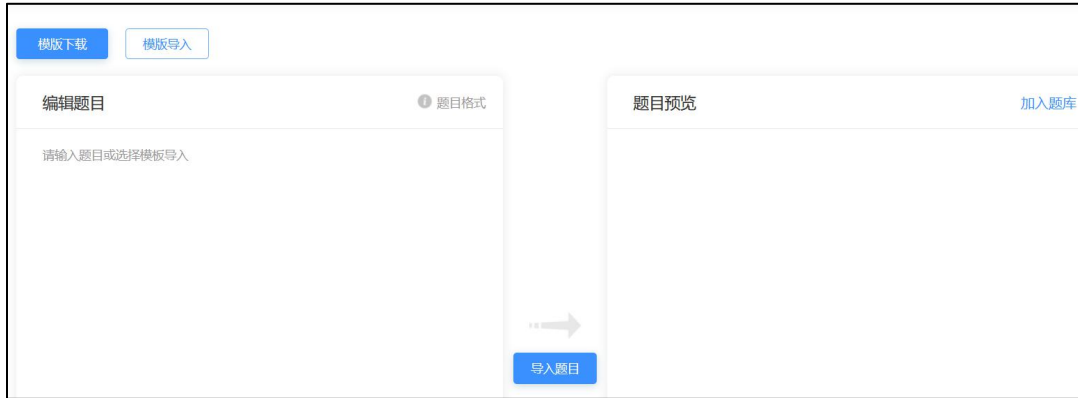 模版下载
模版导入
编辑题目
题目格式
题目预览
加入题库
请输入题目或选择模板导入
导入题目